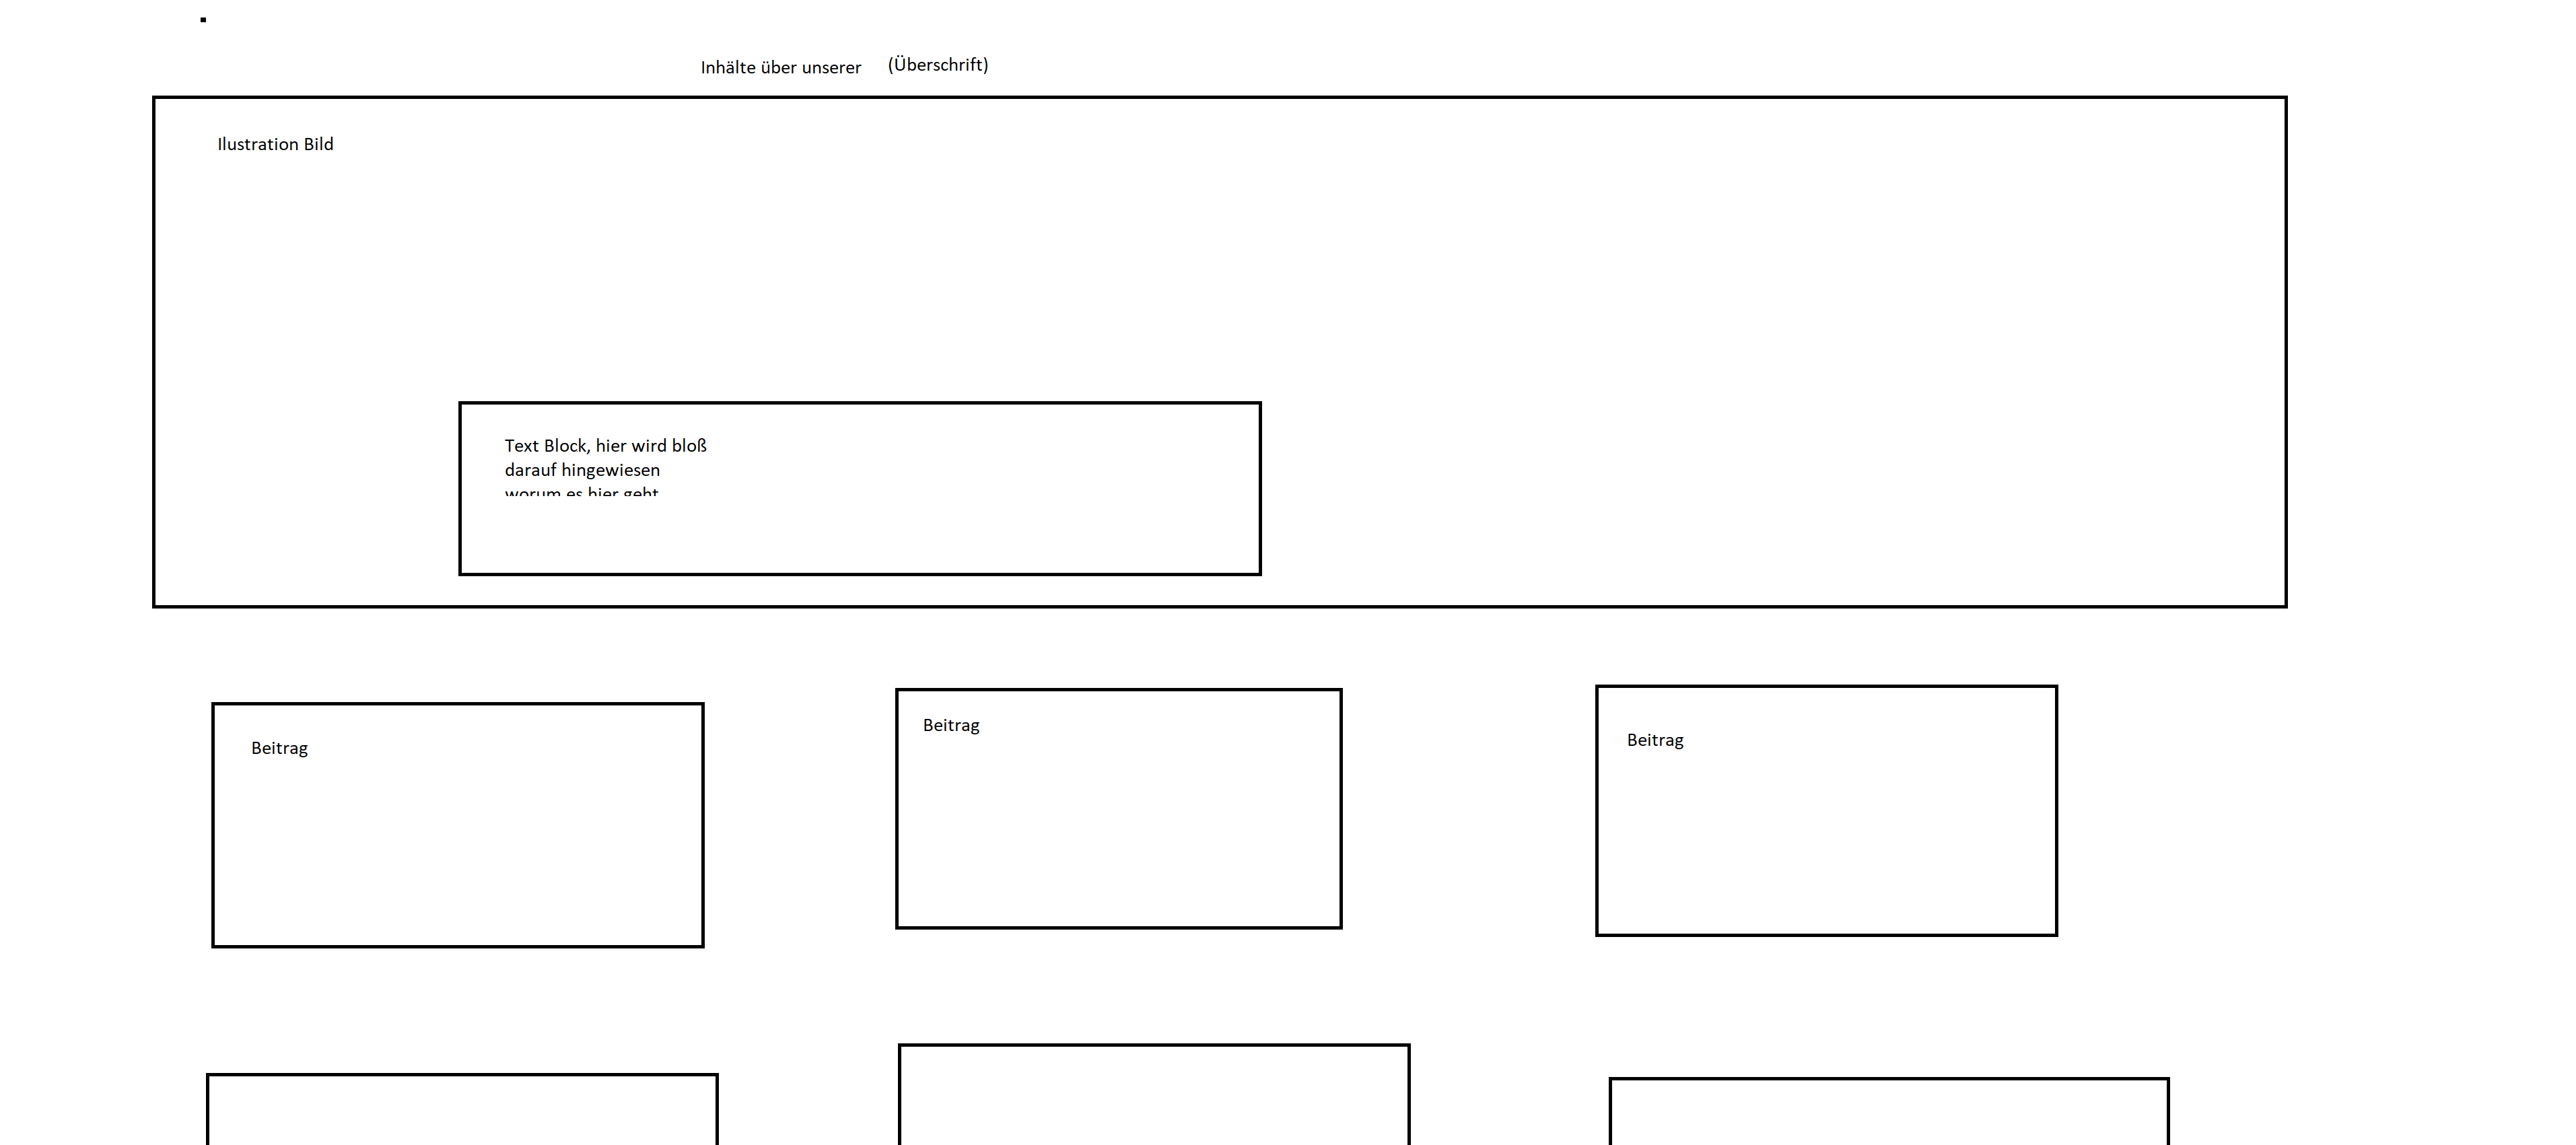 Inhälte über unserer (Überschrift)
Ilustration Bild
Text Block, hier wird bloß
darauf hingewiesen
worum es hier geht
Beitrag
Beitrag
Beitrag